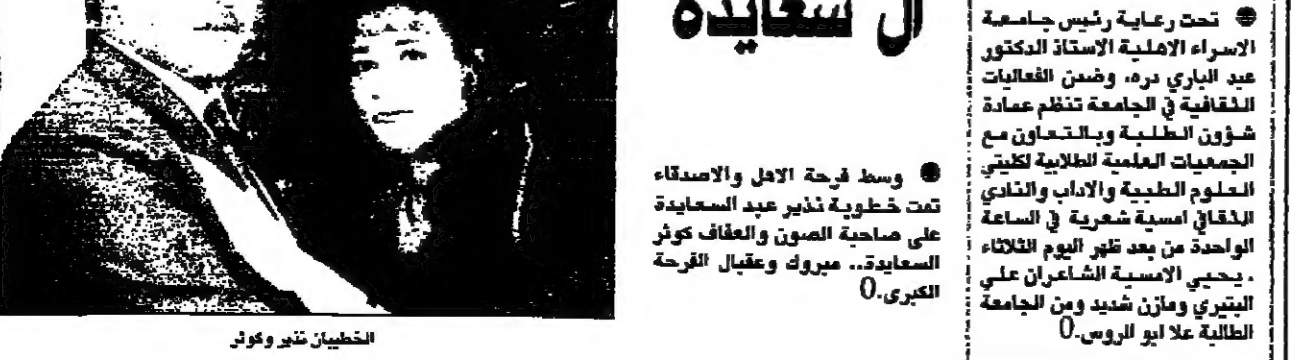 ● تحت رعاية رئيس جامعة
الاسراء الاهلية الاستاذ الدكتور
عبد الباري دره، وضمن الفعاليات
الثقافية في الجامعة تنظم عمادة
شؤون الطلبة وبالتعاون مع
الجمعيات العلمية الطلابية لكليتي
العلوم الطبية والاداب والنادي
الثقافي امسية شعرية في الساعة
الواحدة من بعد ظهر اليوم الثلاثاء
. يحيي الامسية الشاعران علي
البتيري ومازن شديد ومن الجامعة
الطالبة علا ابو الروس.()
ال سعايدة
● وسط فرحة الاهل والاصدقاء
تمت خطوبة نذير عبد السعايدة
على صاحبة الصون والعفاف كوثر
السعايدة.. مبروك وعقبال الفرحة
الكبرى.()
الخطيبان نذير وكوثر